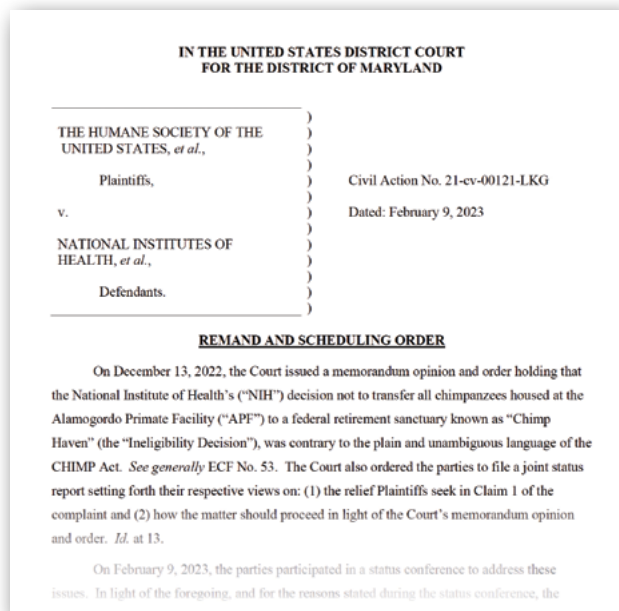 IN THE UNITED STATES DISTRICT COURT
FOR THE DISTRICT OF MARYLAND
THE HUMANE SOCIETY OF THE
UNITED STATES, et al.,
Plaintiffs,
v.
NATIONAL INSTITUTES OF
HEALTH, et al.,
Defendants.
)
)
)
)
)
)
)
)
)
)
)
)
)
Civil Action No. 21-cv-00121-LKG
Dated: February 9, 2023
REMAND AND SCHEDULING ORDER
On December 13, 2022, the Court issued a memorandum opinion and order holding that
the National Institute of Health's ("NIH") decision not to transfer all chimpanzees housed at the
Alamogordo Primate Facility ("APF") to a federal retirement sanctuary known as "Chimp
Haven" (the "Ineligibility Decision"), was contrary to the plain and unambiguous language of the
CHIMP Act. See generally ECF No. 53. The Court also ordered the parties to file a joint status
report setting forth their respective views on: (1) the relief Plaintiffs seek in Claim 1 of the
complaint and (2) how the matter should proceed in light of the Court's memorandum opinion
and order. Id. at 13.
On February 9, 2023, the parties participated in a status conference to address these
issues. In light of the foregoing, and for the reasons stated during the status conference, the